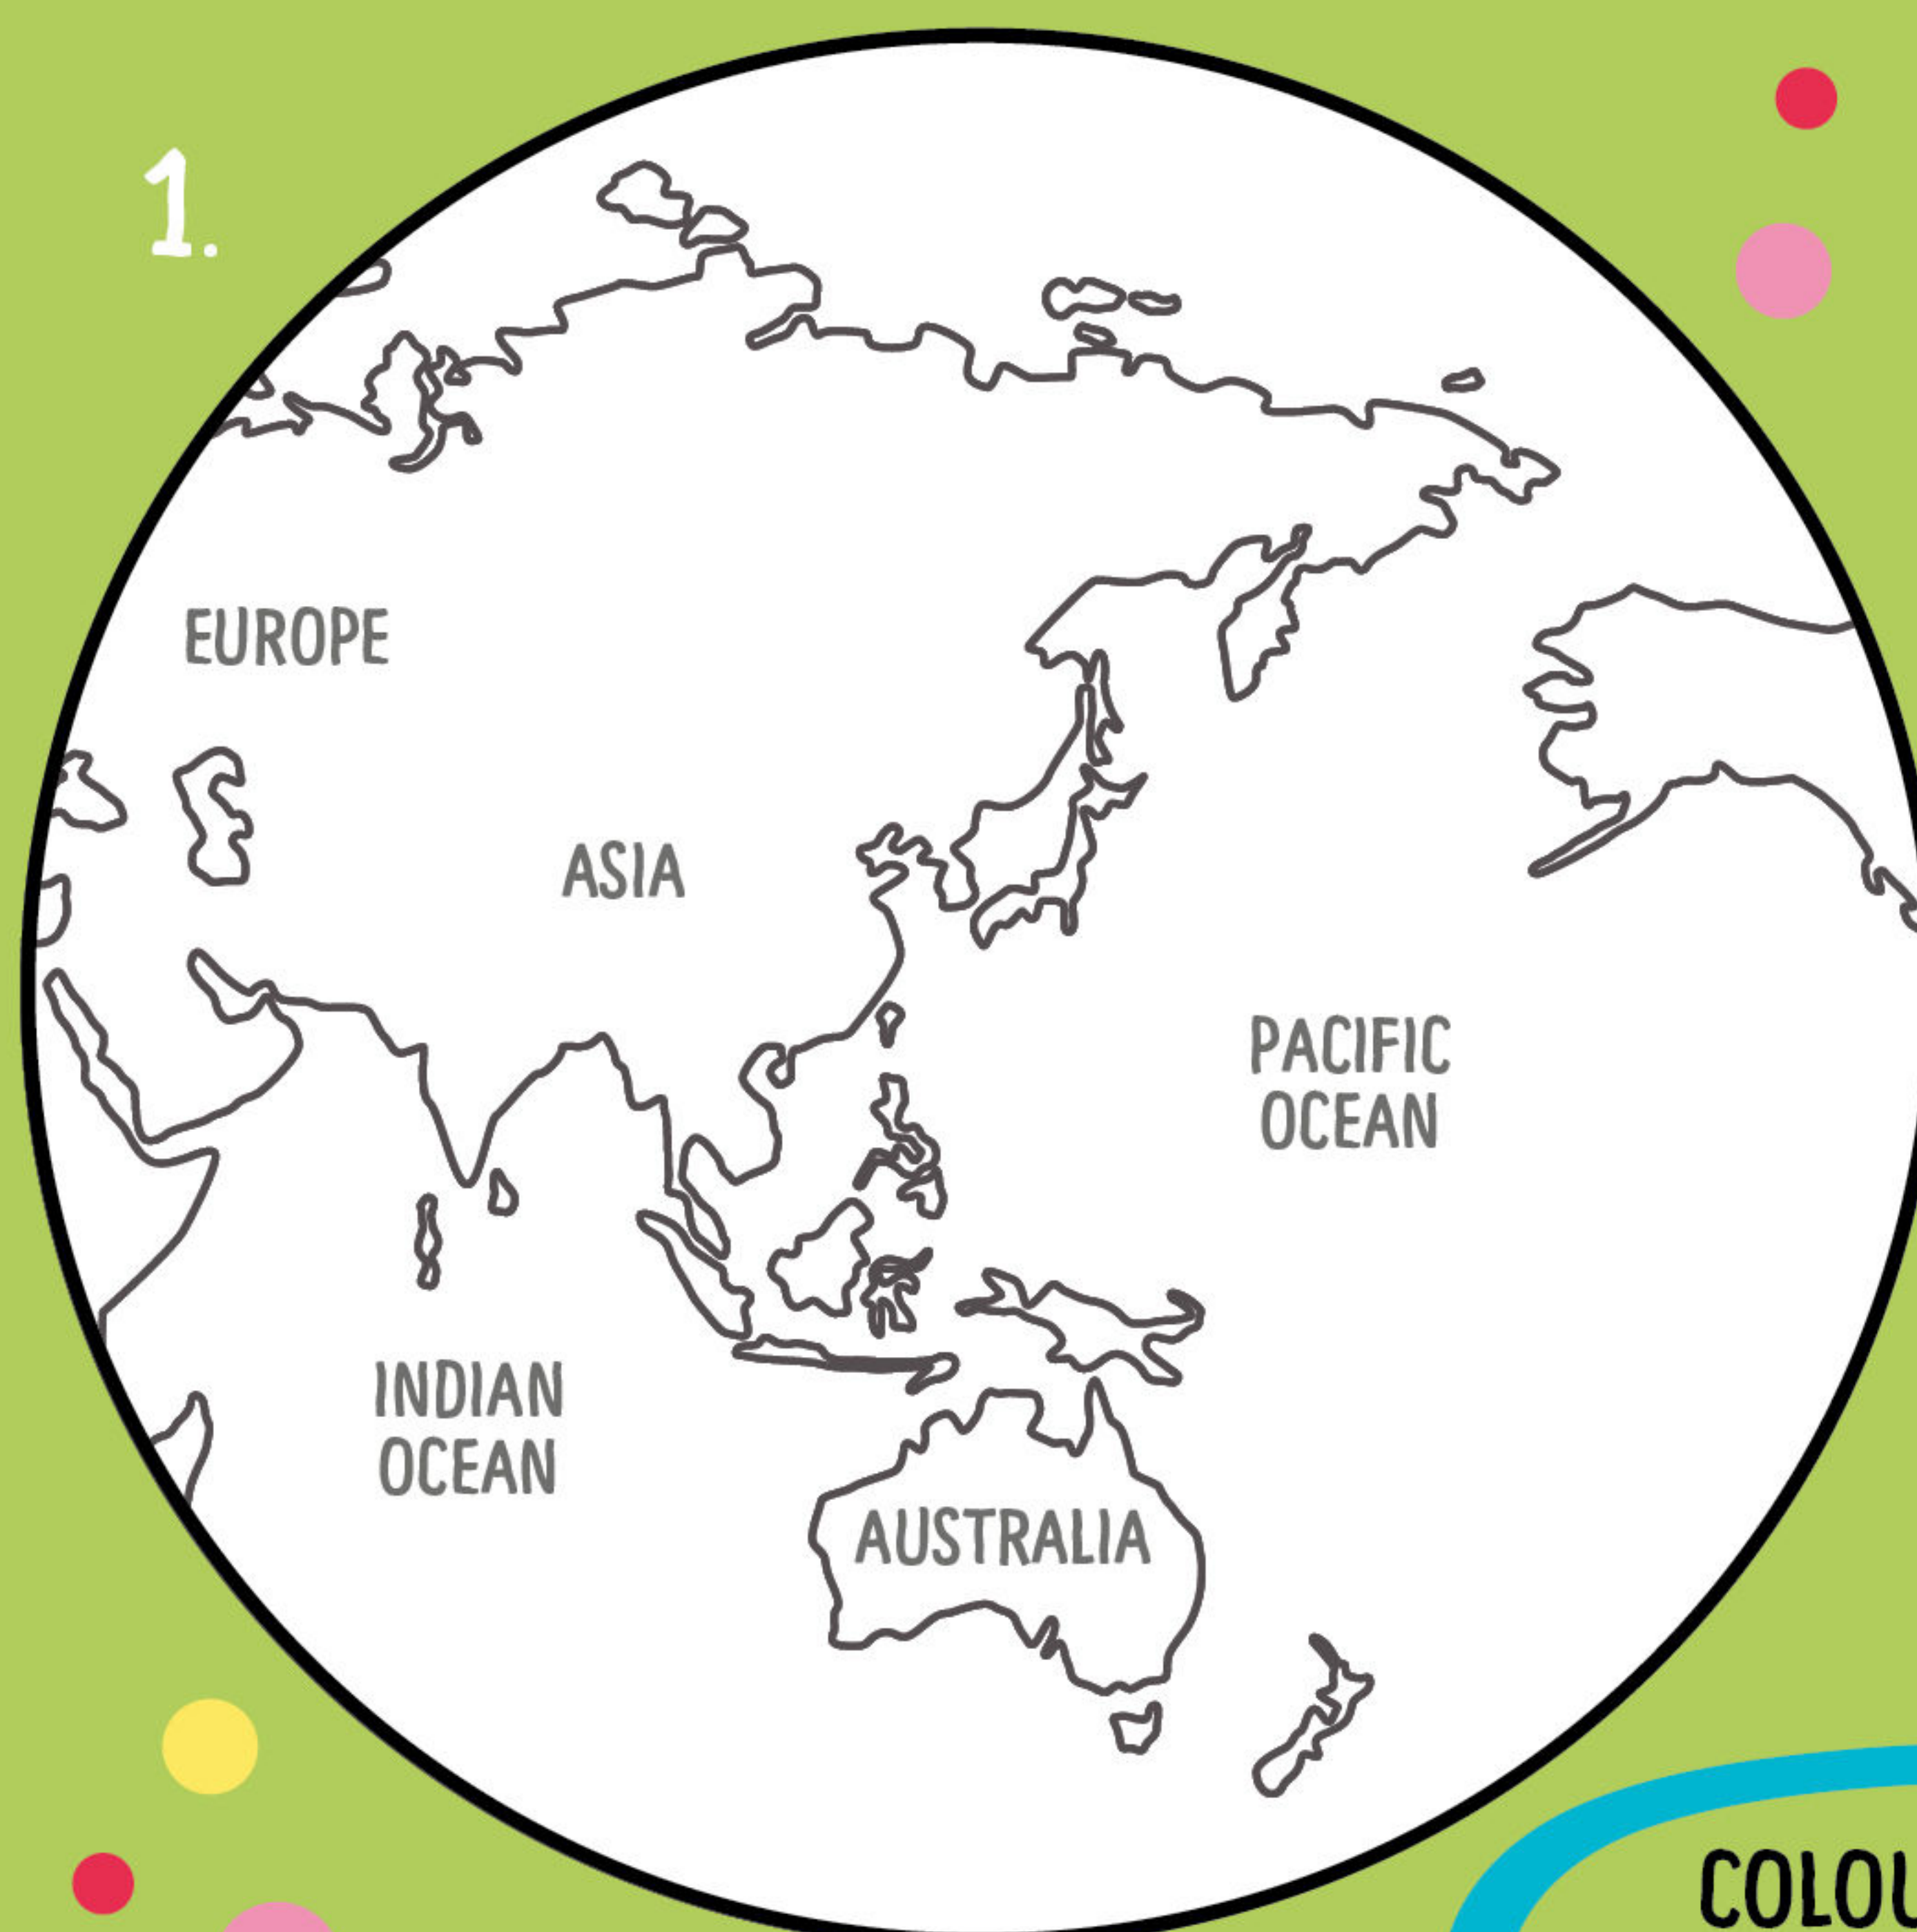 1.
EUROPE
ASIA
PACIFIC
OCEAN
INDIAN
OCEAN
AUSTRALIA